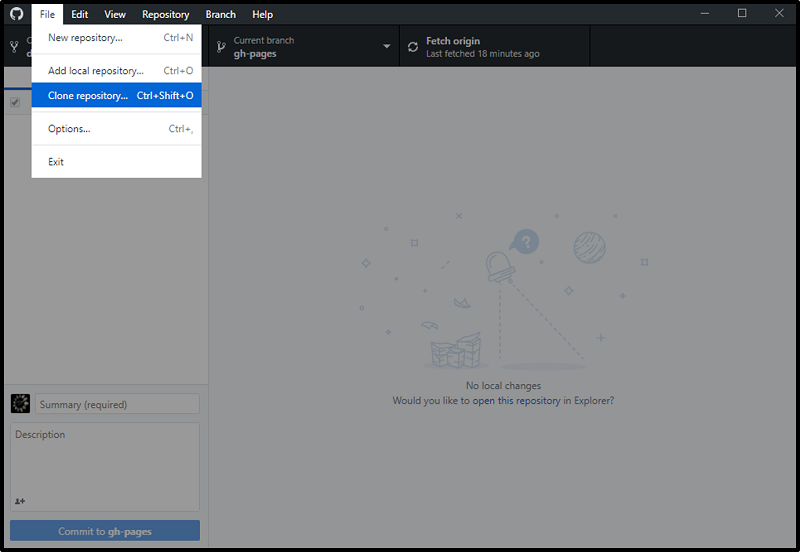 File Edit View Repository Branch Help
New repository... Ctrl+N
Add local repository... Ctrl+O
Clone repository... Ctrl+Shift+O
Options... Ctrl+,
Exit
Current branch
gh-pages
Fetch origin
Last fetched 18 minutes ago
?
No local changes
Would you like to open this repository in Explorer?
Summary (required)
Description
Commit to gh-pages